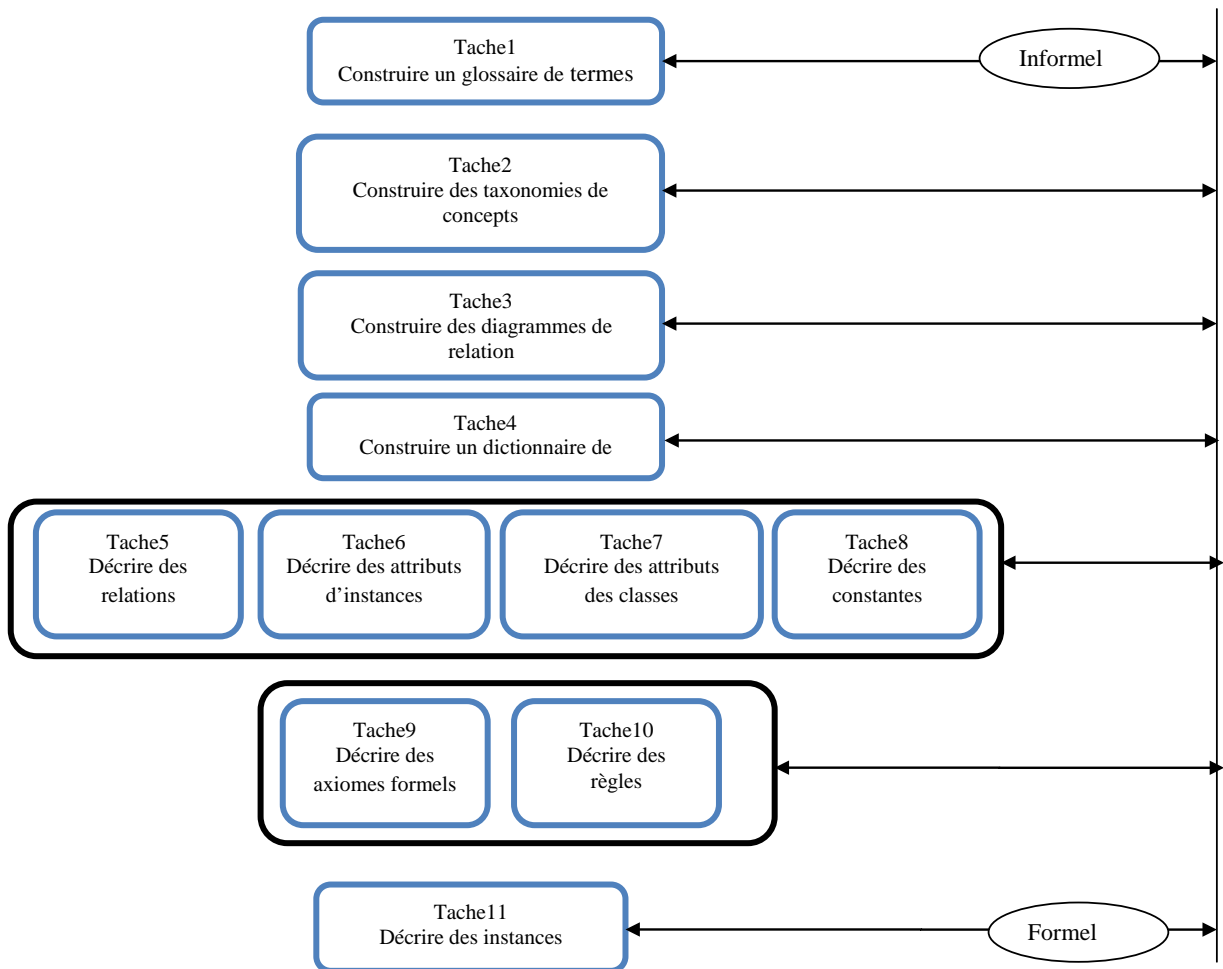 Tache1
Construire un glossaire de termes
Informel
Tache2
Construire des taxonomies de
concepts
Tache3
Construire des diagrammes de
relation
Tache4
Construire un dictionnaire de
Tache5
Décrire des
relations
Tache6
Décrire des attributs
d’instances
Tache7
Décrire des attributs
des classes
Tache8
Décrire des
constantes
Tache9
Décrire des
axiomes formels
Tache10
Décrire des
règles
Tache11
Décrire des instances
Formel